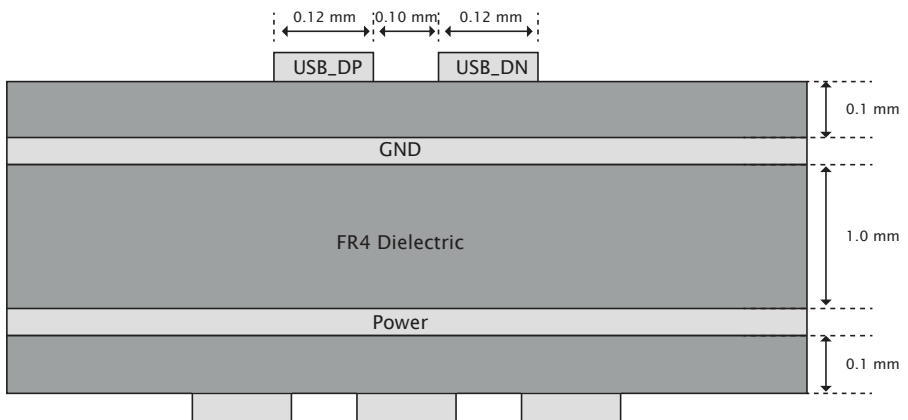 0.12 mm 0.10 mm 0.12 mm
USB_DP USB_DN
0.1 mm
GND
1.0 mm
FR4 Dielectric
Power
0.1 mm